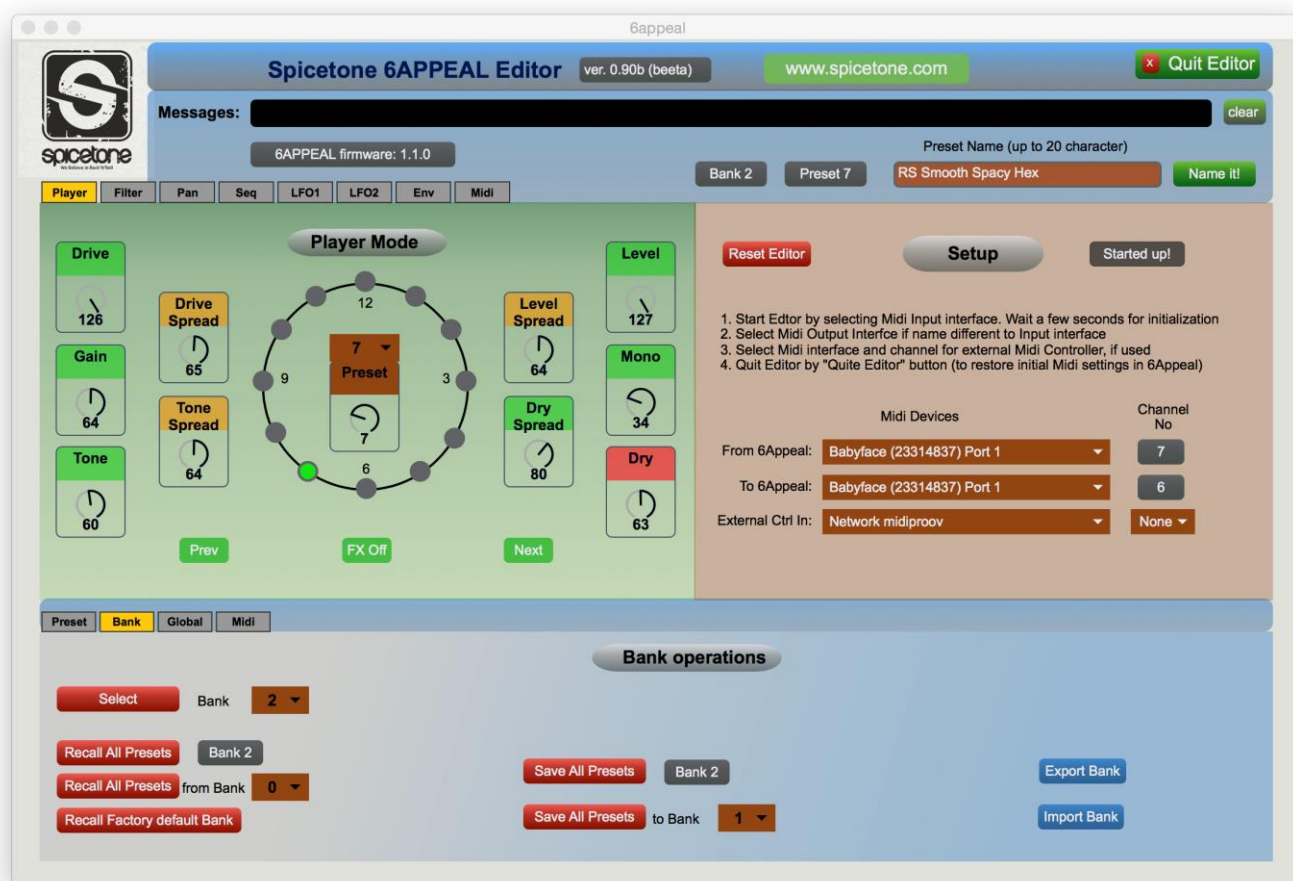 6appeal
Spicetone 6APPEAL Editor
ver. 0.90b (beeta)
www.spicetone.com
x Quit Editor
S
spicetone
We Believe in Rock'n'Roll
Messages:
clear
6APPEAL firmware: 1.1.0
Preset Name (up to 20 character)
Bank 2
Preset 7
RS Smooth Spacy Hex
Name it!
Player
Filter
Pan
Seq
LFO1
LFO2
Env
Midi
Player Mode
Drive
126
Gain
64
Tone
60
Drive
Spread
65
Tone
Spread
64
12
9
3
6
7
Preset
7
Level
Spread
64
Dry
Spread
80
Level
127
Mono
34
Dry
63
Prev
FX Off
Next
Reset Editor
Setup
Started up!
1. Start Edtor by selecting Midi Input interface. Wait a few seconds for initialization
2. Select Midi Output Interfce if name different to Input interface
3. Select Midi interface and channel for external Midi Controller, if used
4. Quit Editor by "Quite Editor" button (to restore initial Midi settings in 6Appeal)
Midi Devices
Channel
No
From 6Appeal:
Babyface (23314837) Port 1
7
To 6Appeal:
Babyface (23314837) Port 1
6
External Ctrl In:
Network midiproov
None
Preset
Bank
Global
Midi
Bank operations
Select
Bank
2
Recall All Presets
Bank 2
Recall All Presets
from Bank
0
Recall Factory default Bank
Save All Presets
Bank 2
Save All Presets
to Bank
1
Export Bank
Import Bank